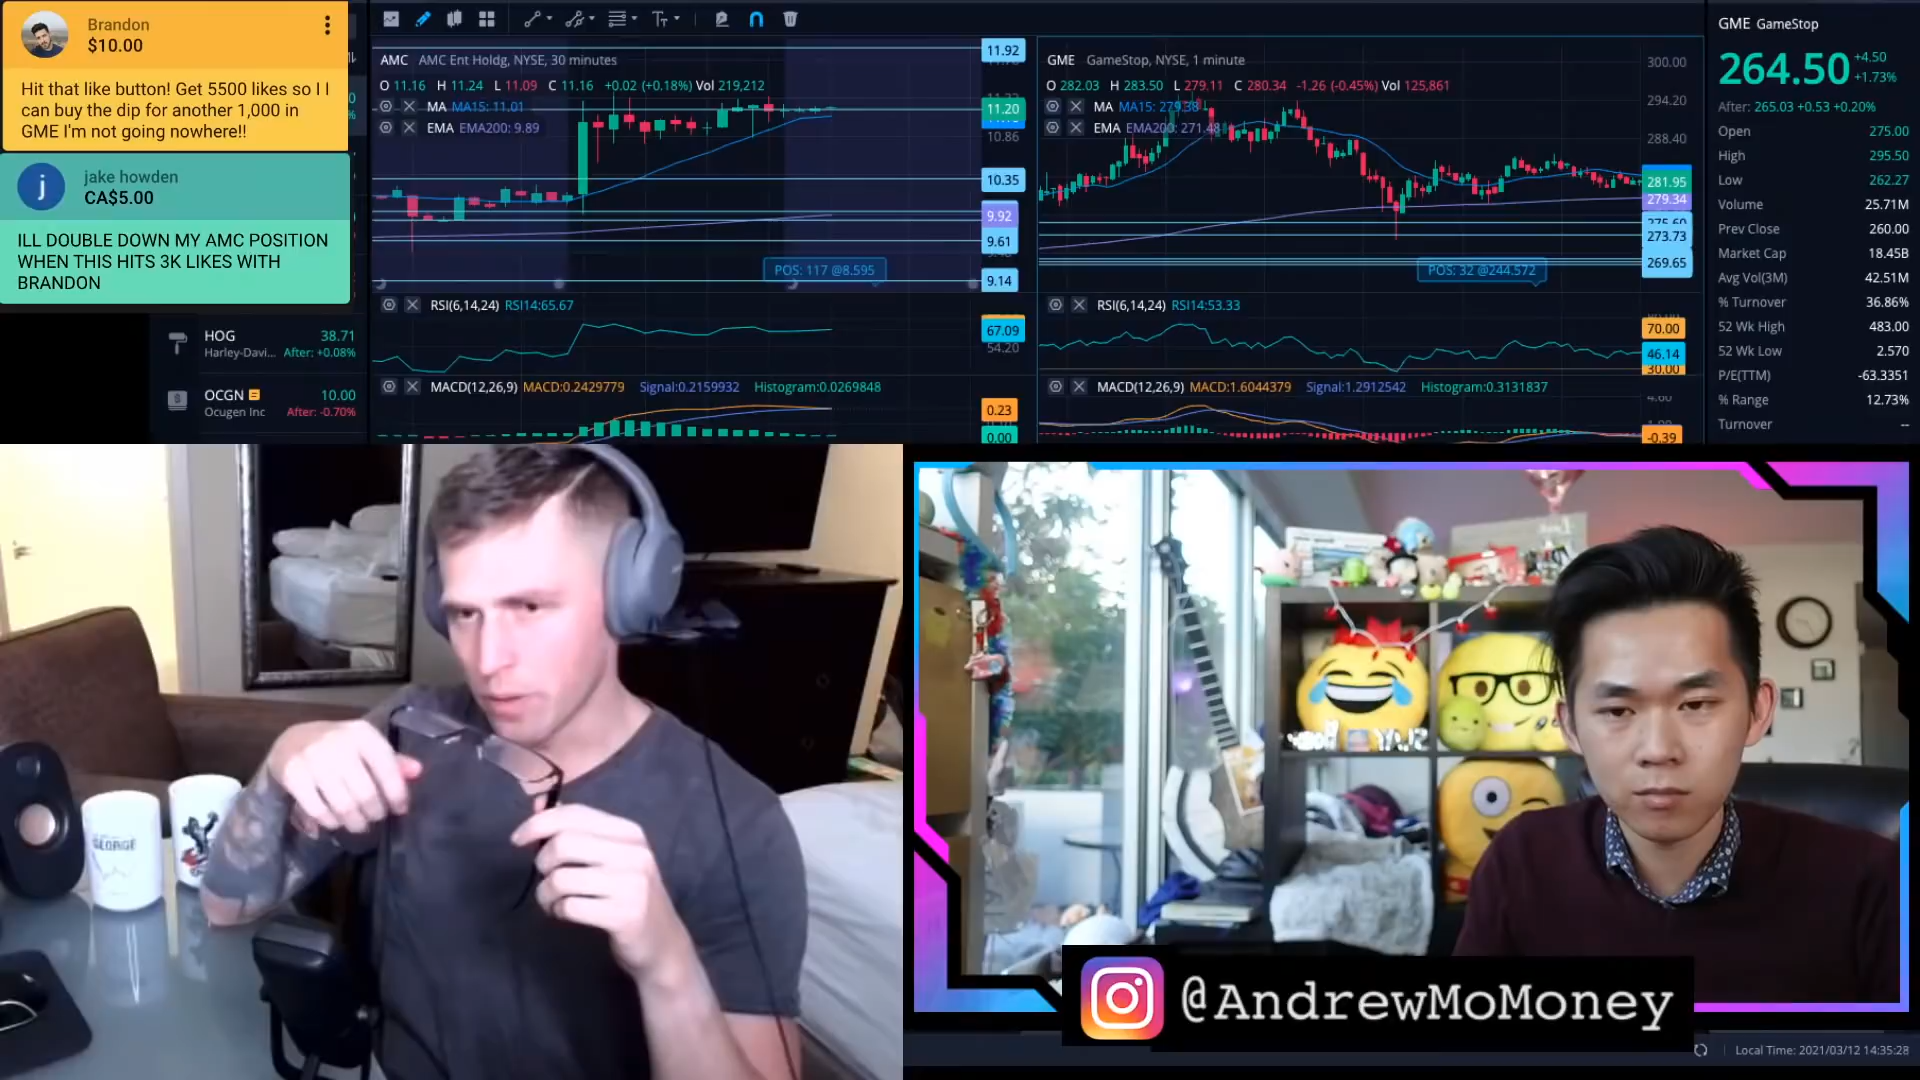 Brandon
$10.00
Hit that like button! Get 5500 likes so I I
can buy the dip for another 1,000 in
GME I'm not going nowhere!!
jake howden
CA$5.00
ILL DOUBLE DOWN MY AMC POSITION
WHEN THIS HITS 3K LIKES WITH
BRANDON
HOG 38.71
Harley-Davi... After: +0.08%
OCGN 10.00
Ocugen Inc After: -0.70%
AMC AMC Ent Holdg, NYSE, 30 minutes
O 11.16 H 11.24 L 11.09 C 11.16 +0.02 (+0.18%) Vol 219,212
MA MA15: 11.01
EMA EMA200: 9.89
11.92
11.20
10.86
10.35
9.92
9.61
9.14
POS: 117 @8.595
RSI(6,14,24) RSI14:65.67
67.09
54.20
MACD(12,26,9) MACD:0.2429779 Signal:0.2159932 Histogram:0.0269848
0.23
0.00
GME GameStop, NYSE, 1 minute
O 282.03 H 283.50 L 279.11 C 280.34 -1.26 (-0.45%) Vol 125,861
MA MA15: 279.38
EMA EMA200: 271.48
300.00
294.20
288.40
281.95
279.34
275.60
273.73
269.65
POS: 32 @244.572
RSI(6,14,24) RSI14:53.33
70.00
46.14
30.00
MACD(12,26,9) MACD:1.6044379 Signal:1.2912542 Histogram:0.3131837
4.60
-0.39
GME GameStop
264.50 +4.50
+1.73%
After: 265.03 +0.53 +0.20%
Open 275.00
High 295.50
Low 262.27
Volume 25.71M
Prev Close 260.00
Market Cap 18.45B
Avg Vol(3M) 42.51M
% Turnover 36.86%
52 Wk High 483.00
52 Wk Low 2.570
P/E(TTM) -63.3351
% Range 12.73%
Turnover --
GEORGE
@AndrewMoMoney
Local Time: 2021/03/12 14:35:28